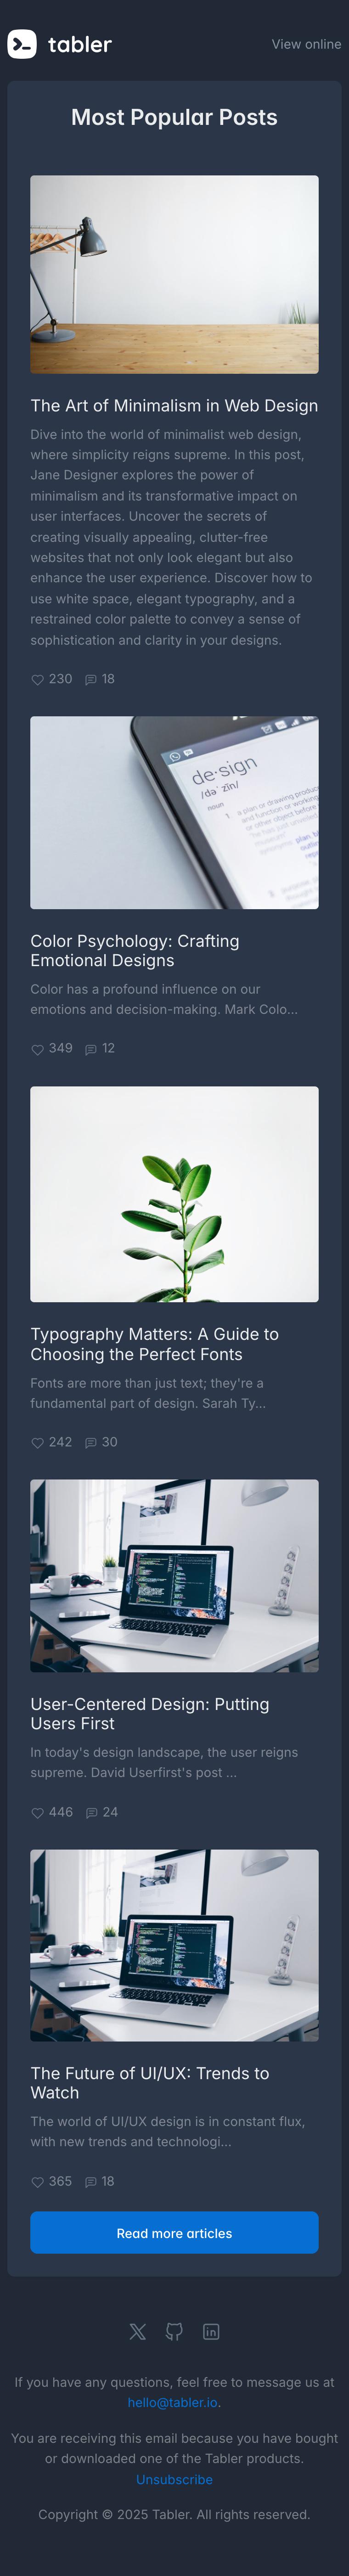 tabler
View online
Most Popular Posts
The Art of Minimalism in Web Design
Dive into the world of minimalist web design,
where simplicity reigns supreme. In this post,
Jane Designer explores the power of
minimalism and its transformative impact on
user interfaces. Uncover the secrets of
creating visually appealing, clutter-free
websites that not only look elegant but also
enhance the user experience. Discover how to
use white space, elegant typography, and a
restrained color palette to convey a sense of
sophistication and clarity in your designs.
230 18
de·sign
/dəˈzīn/
noun
1 a plan or drawing produc
Color Psychology: Crafting
Emotional Designs
Color has a profound influence on our
emotions and decision-making. Mark Colo...
349 12
Typography Matters: A Guide to
Choosing the Perfect Fonts
Fonts are more than just text; they're a
fundamental part of design. Sarah Ty...
242 30
User-Centered Design: Putting
Users First
In today's design landscape, the user reigns
supreme. David Userfirst's post ...
446 24
The Future of UI/UX: Trends to
Watch
The world of UI/UX design is in constant flux,
with new trends and technologi...
365 18
Read more articles
If you have any questions, feel free to message us at
hello@tabler.io.
You are receiving this email because you have bought
or downloaded one of the Tabler products.
Unsubscribe
Copyright © 2025 Tabler. All rights reserved.